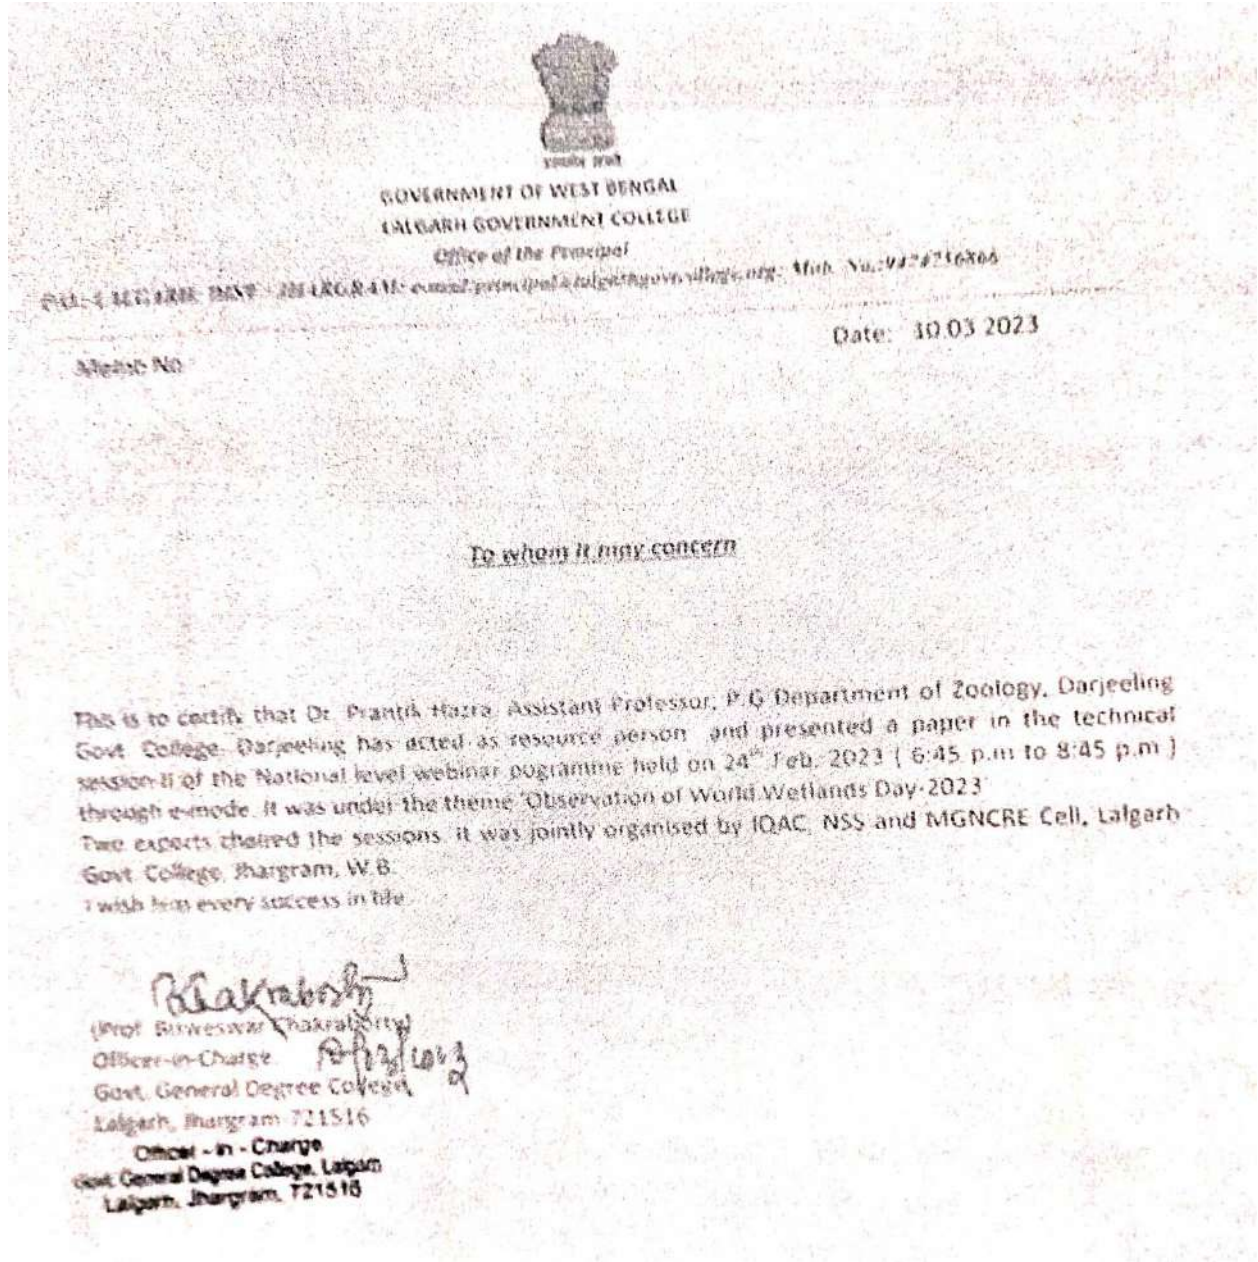 सत्यमेव जयते
GOVERNMENT OF WEST BENGAL
LALGARH GOVERNMENT COLLEGE
Office of the Principal
JHARGRAM: Mob. No.:
Date: 10.03 2023
Memo No
To whom it may concern
This is to certify that Dr. Prantik Hazra Assistant Professor, P.G Department of Zoology, Darjeeling
Govt. College, Darjeeling has acted as resource person and presented a paper in the technical
session-II of the National level webinar pogramme held on 24th Feb. 2023 ( 6:45 p.m to 8:45 p.m )
through e-mode. It was under the theme 'Observation of World Wetlands Day-2023'
Two experts chaired the sessions. It was jointly organised by IQAC, NSS and MGNCRE Cell, Lalgarh
Govt. College, Jhargram, W.B.
I wish him every success in life
(Prof. Chakraborty)
Officer-in-Charge
Govt. General Degree College,
Lalgarh, Jhargram 721516
Officer - in - Charge
Govt. General Degree College, Lalgarh
Lalgarh, Jhargram, 721516